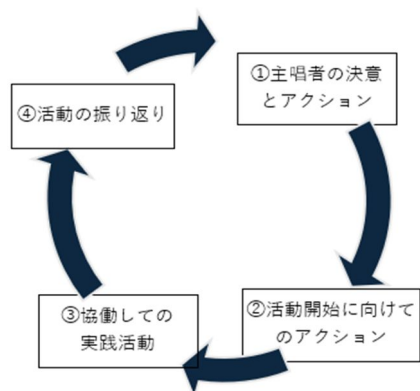 ①主唱者の決意
とアクション
②活動開始に向けて
のアクション
③協働しての
実践活動
④活動の振り返り